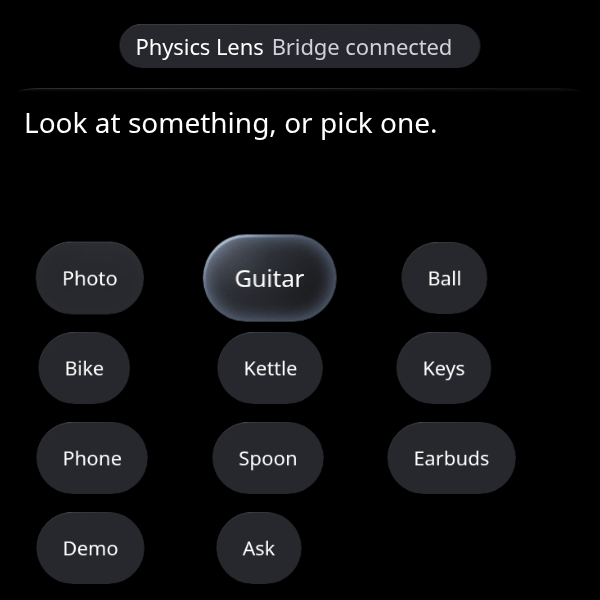 Physics Lens Bridge connected
Look at something, or pick one.
Photo Guitar Ball
Bike Kettle Keys
Phone Spoon Earbuds
Demo Ask